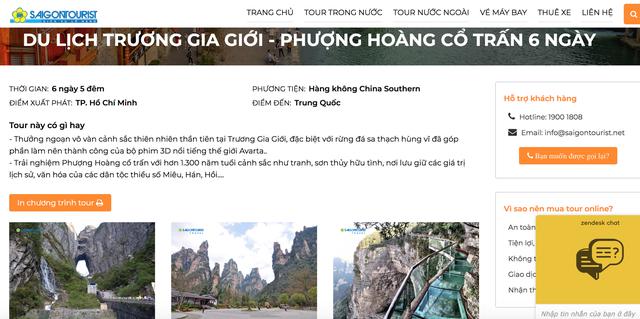 SAIGONTOURIST
TRANG CHỦ TOUR TRONG NƯỚC TOUR NƯỚC NGOÀI VÉ MÁY BAY THUÊ XE LIÊN HỆ
DU LỊCH TRƯƠNG GIA GIỚI - PHƯỢNG HOÀNG CỔ TRẤN 6 NGÀY
THỜI GIAN: 6 ngày 5 đêm
PHƯƠNG TIỆN: Hàng không China Southern
ĐIỂM XUẤT PHÁT: TP. Hồ Chí Minh
ĐIỂM ĐẾN: Trung Quốc
Tour này có gì hay
- Thưởng ngoạn vô vàn cảnh sắc thiên nhiên thần tiên tại Trương Gia Giới, đặc biệt với rừng đá sa thạch hùng vĩ đã góp
phần làm nên thành công của bộ phim 3D nổi tiếng thế giới Avarta..
- Trải nghiệm Phượng Hoàng cổ trấn với hơn 1.300 năm tuổi cảnh sắc như tranh, sơn thủy hữu tình, nơi lưu giữ các giá trị
lịch sử, văn hóa của các dân tộc thiểu số Miêu, Hán, Hồi....
In chương trình tour
SAIGONTOURIST
SAIGONTOURIST
Hỗ trợ khách hàng
Hotline: 1900 1808
Email: info@saigontourist.net
Bạn muốn được gọi lại?
Vì sao nên mua tour online?
An toàn
Tiện lợi,
Không t
Giao dịc
Nhận th
zendesk chat
Nhập tin nhắn của bạn ở đây